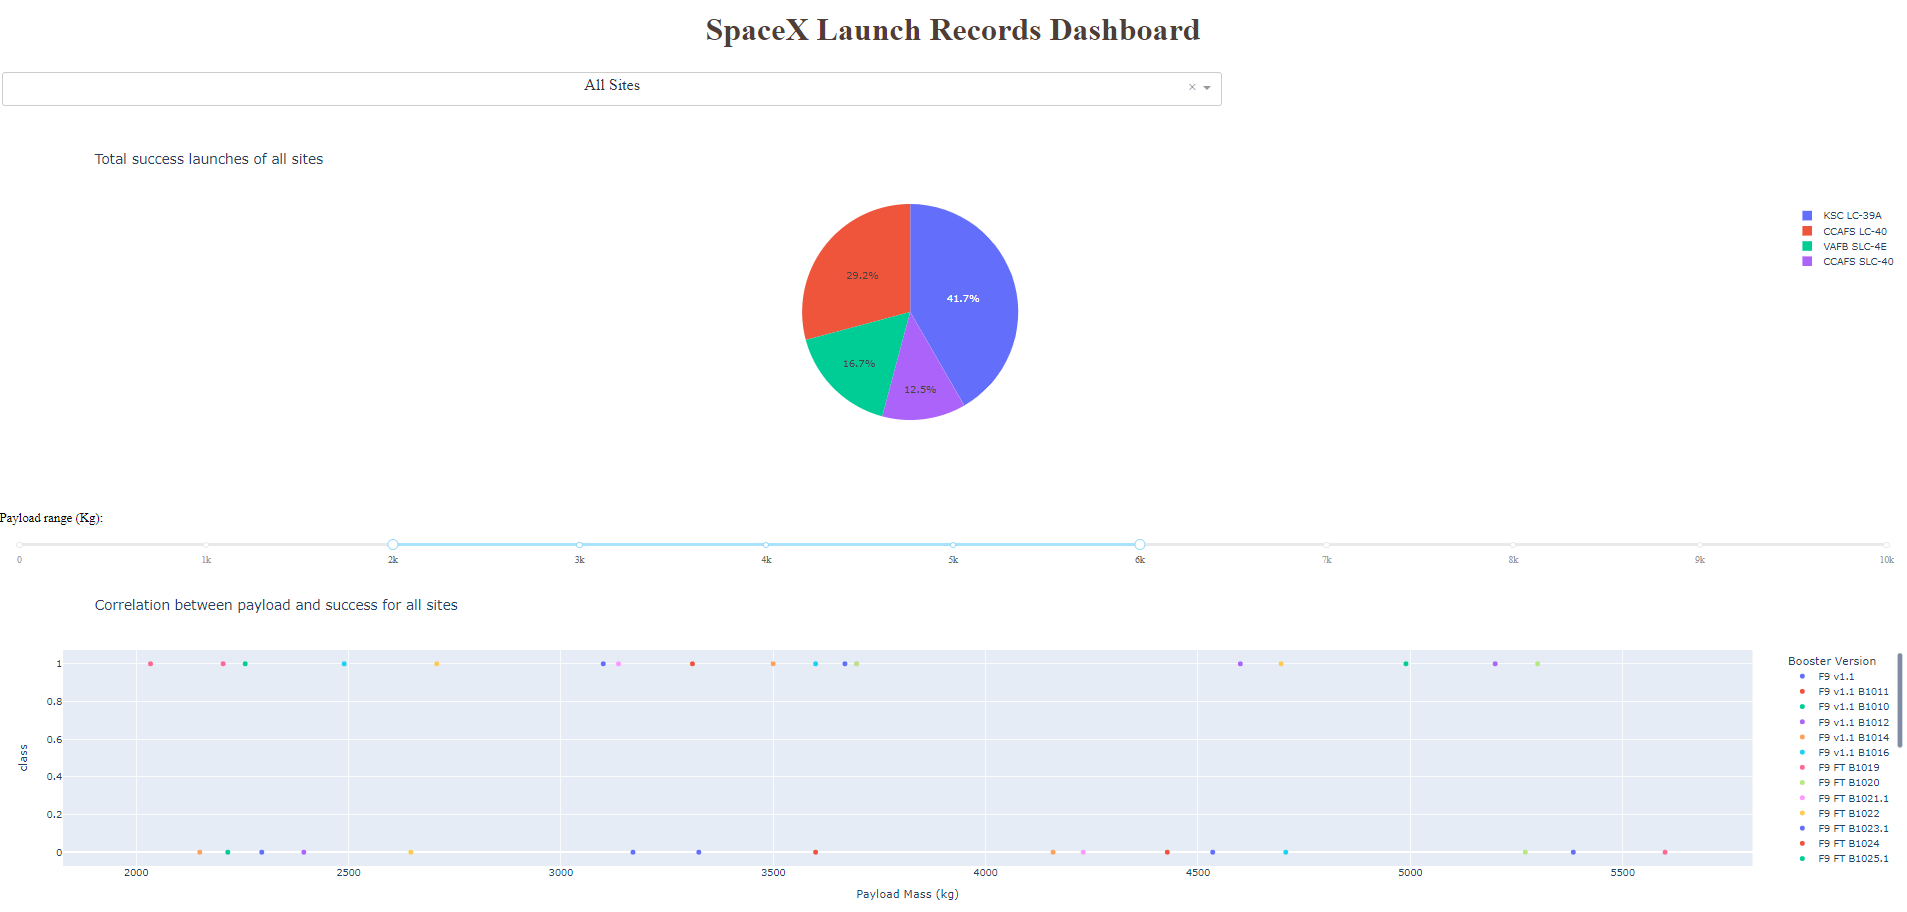 SpaceX Launch Records Dashboard
All Sites
×
Total success launches of all sites
KSC LC-39A
CCAFS LC-40
VAFB SLC-4E
CCAFS SLC-40
29.2%
41.7%
16.7%
12.5%
Payload range (Kg):
0 1k 2k 3k 4k 5k 6k 7k 8k 9k 10k
Correlation between payload and success for all sites
class
1
0.8
0.6
0.4
0.2
0
2000 2500 3000 3500 4000 4500 5000 5500
Payload Mass (kg)
Booster Version
F9 v1.1
F9 v1.1 B1011
F9 v1.1 B1010
F9 v1.1 B1012
F9 v1.1 B1014
F9 v1.1 B1016
F9 FT B1019
F9 FT B1020
F9 FT B1021.1
F9 FT B1022
F9 FT B1023.1
F9 FT B1024
F9 FT B1025.1